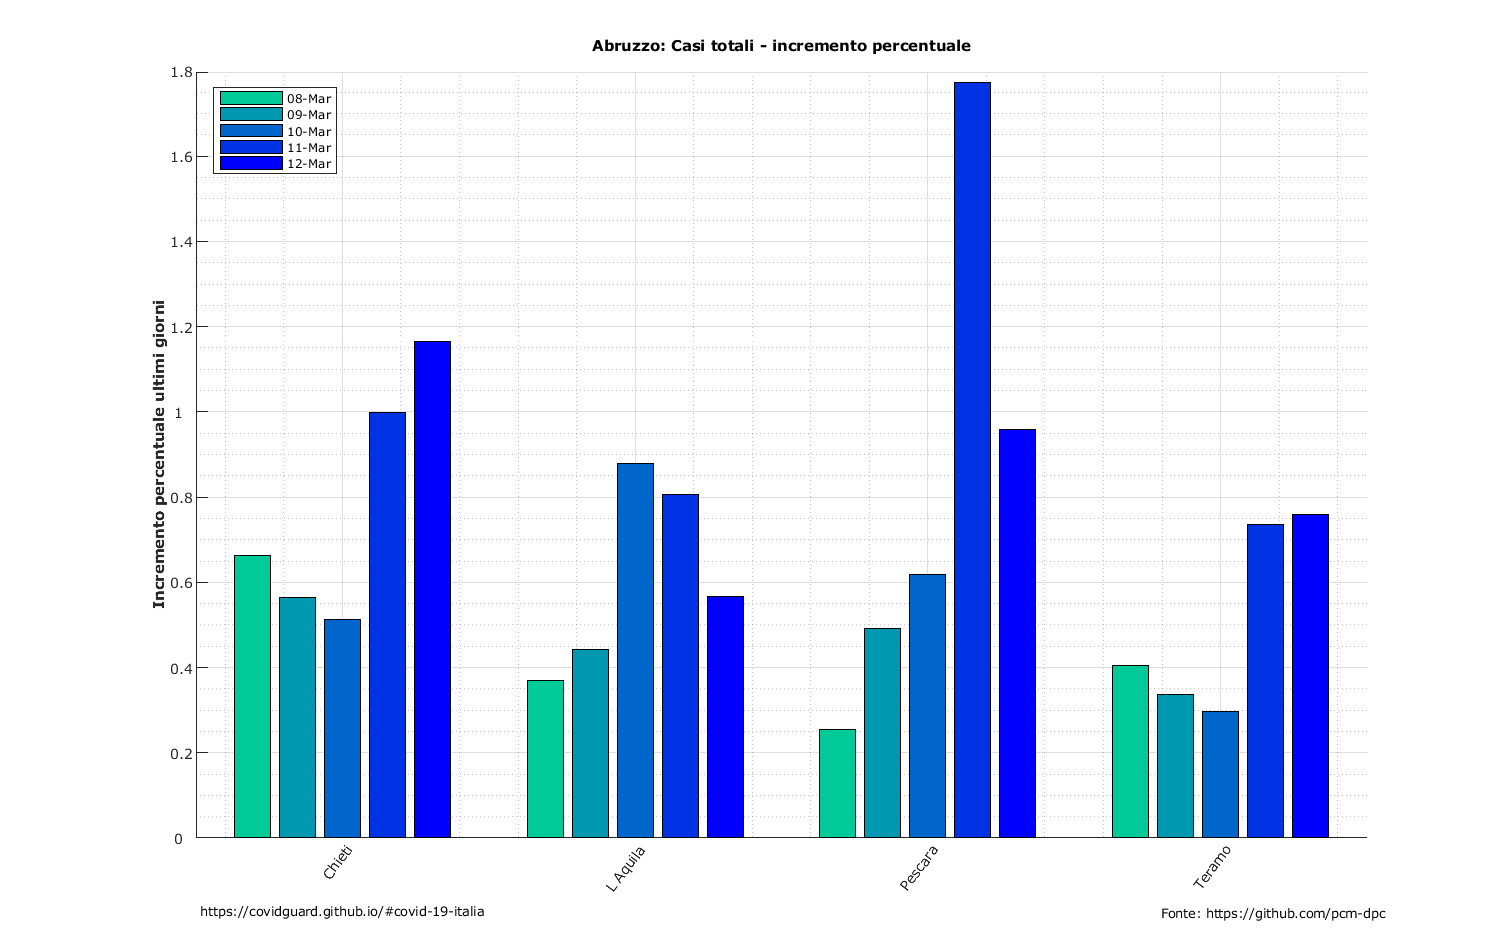 Abruzzo: Casi totali - incremento percentuale
1.8
1.6
1.4
1.2
1
0.8
0.6
0.4
0.2
0
Incremento percentuale ultimi giorni
08-Mar
09-Mar
10-Mar
11-Mar
12-Mar
Chieti
L Aquila
Pescara
Teramo
https://covidguard.github.io/#covid-19-italia
Fonte: https://github.com/pcm-dpc